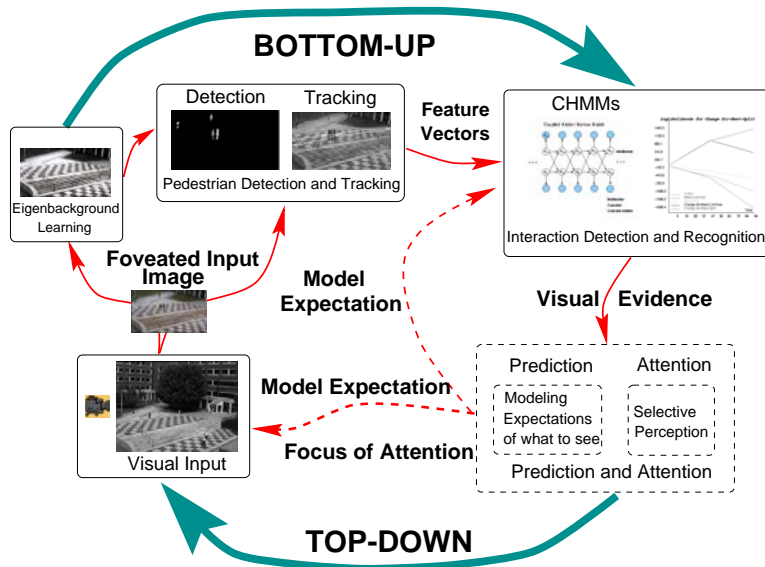 BOTTOM-UP
Detection
Tracking
Pedestrian Detection and Tracking
Feature
Vectors
CHMMs
Interaction Detection and Recognition
Eigenbackground
Learning
Foveated Input
Image
Model
Expectation
Visual Evidence
Prediction
Attention
Modeling
Expectations
of what to see
Selective
Perception
Prediction and Attention
Model Expectation
Focus of Attention
Visual Input
TOP-DOWN